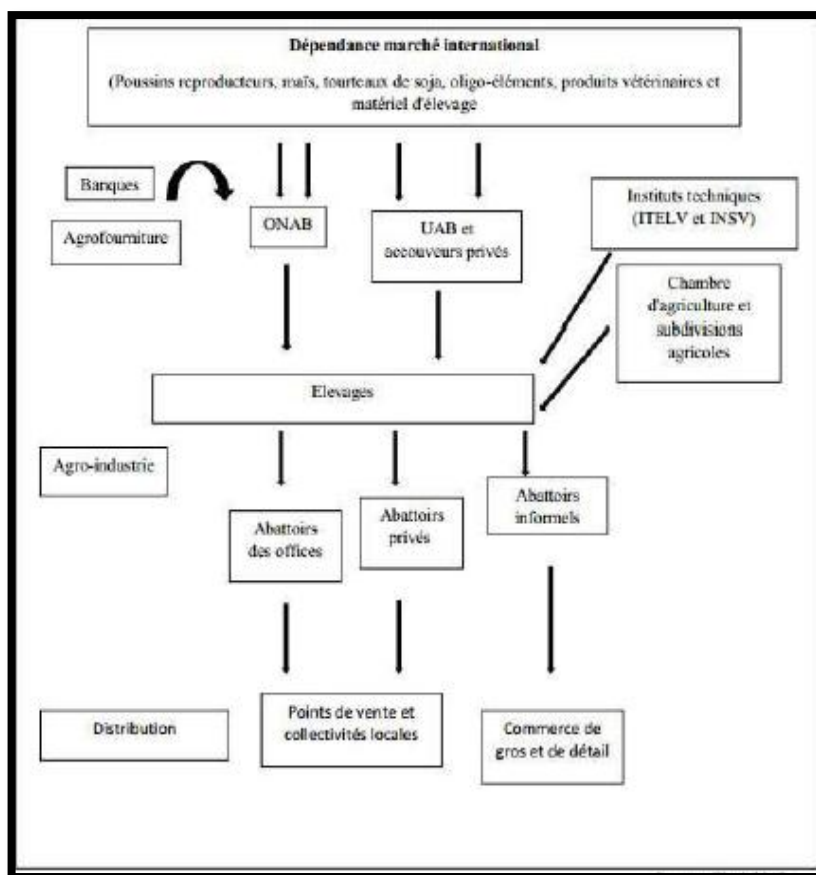 Dépendance marché international
(Poussins reproducteurs, maïs, tourteaux de soja, oligo-éléments, produits vétérinaires et
matériel d'élevage
Banques
Agrofourniture
ONAB
UAB et
accouveurs privés
Instituts techniques
(ITELV et INSV)
Chambre
d'agriculture et
subdivisions
agricoles
Elevages
Agro-industrie
Abattoirs
des offices
Abattoirs
privés
Abattoirs
informels
Distribution
Points de vente et
collectivités locales
Commerce de
gros et de détail